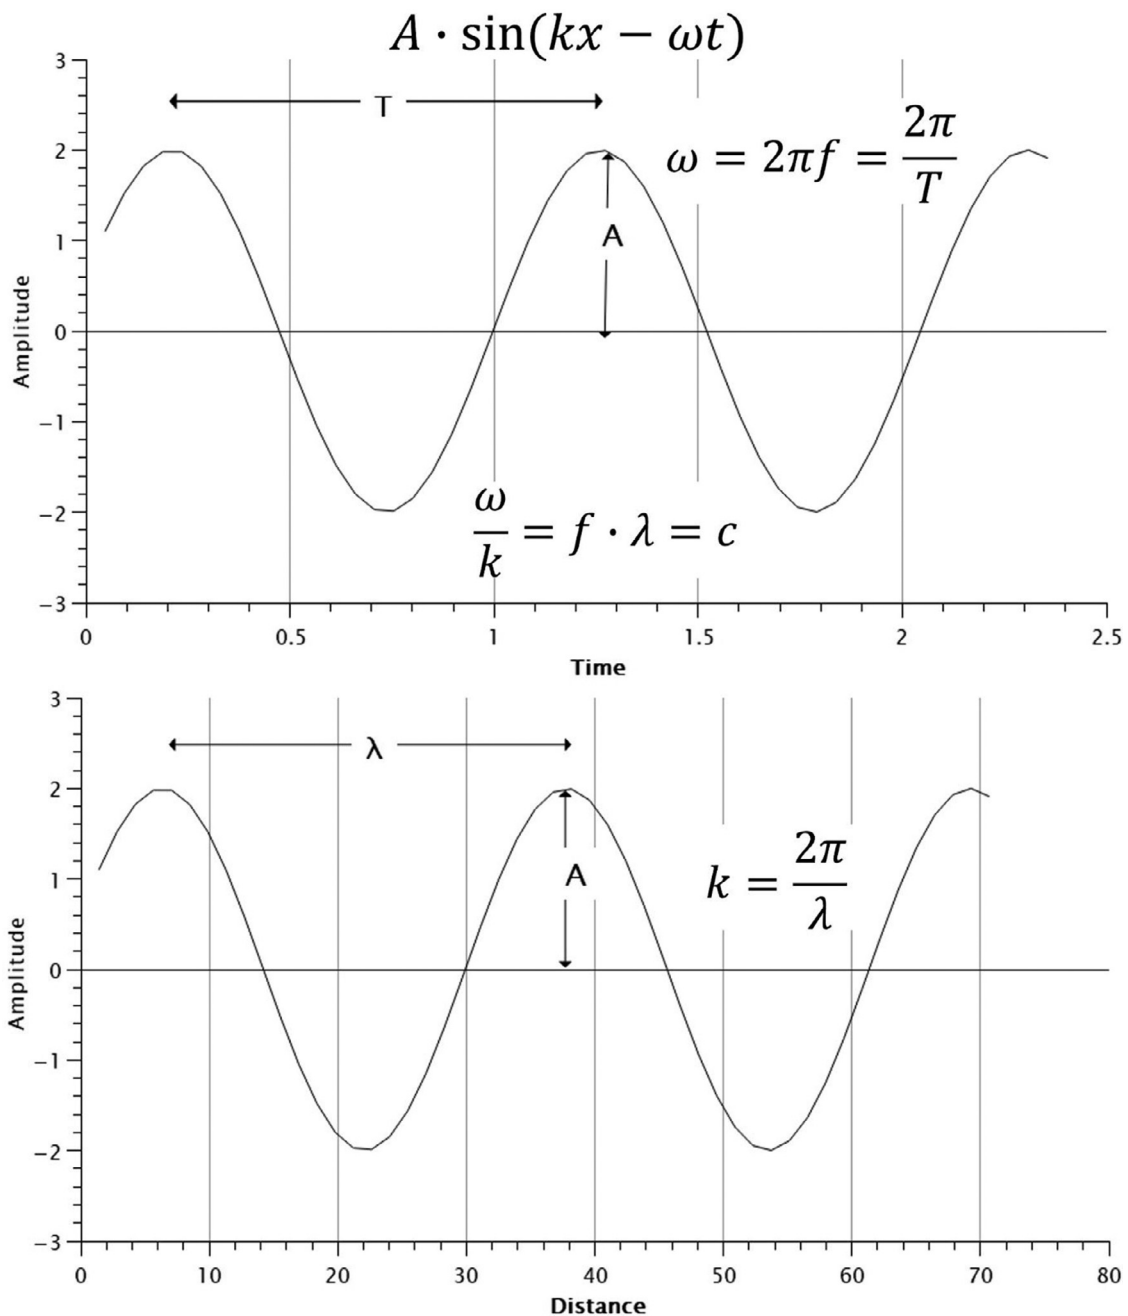 A · sin(kx − ωt)
3
T
ω = 2πf = 2π/T
2
A
1
Amplitude
0
−1
−2
ω/k = f · λ = c
−3
0 0.5 1 1.5 2 2.5
Time
3
λ
2
A
k = 2π/λ
1
Amplitude
0
−1
−2
−3
0 10 20 30 40 50 60 70 80
Distance